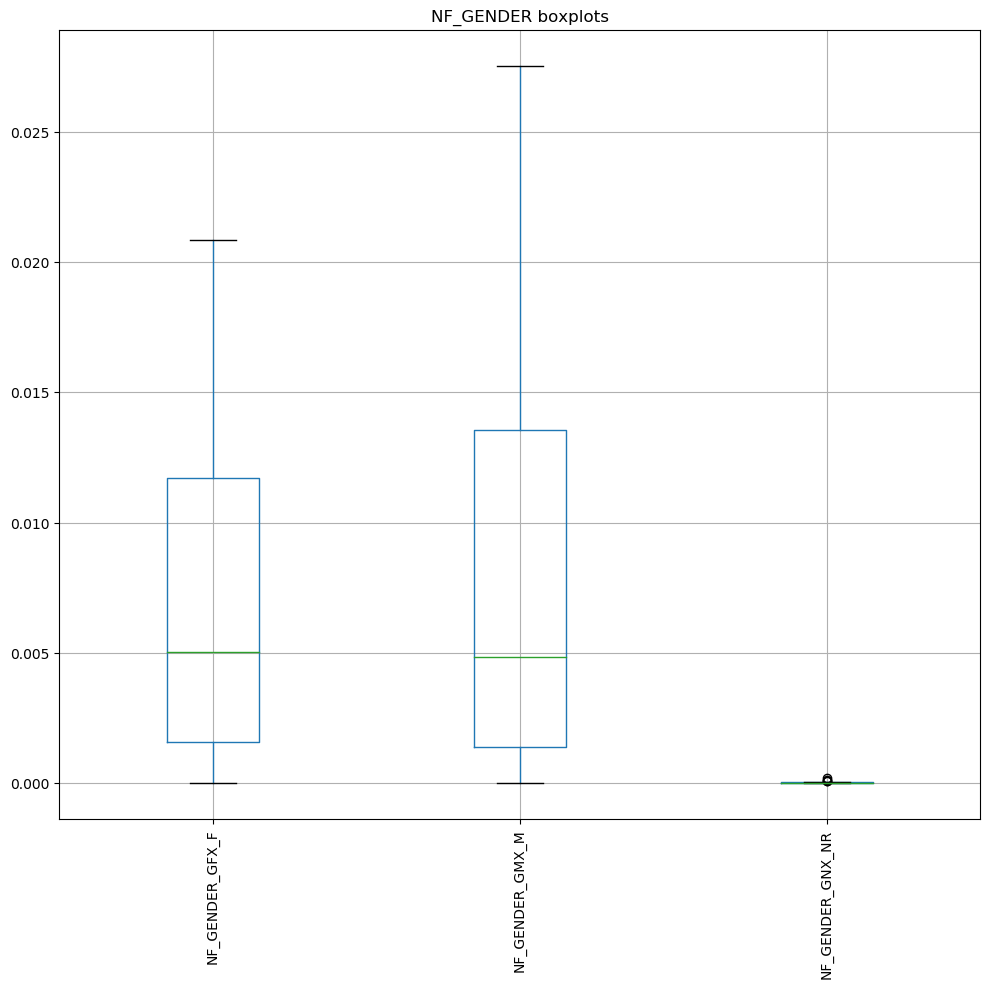 NF_GENDER boxplots
0.025
0.020
0.015
0.010
0.005
0.000
NF_GENDER_GFX_F
NF_GENDER_GMX_M
NF_GENDER_GNX_NR